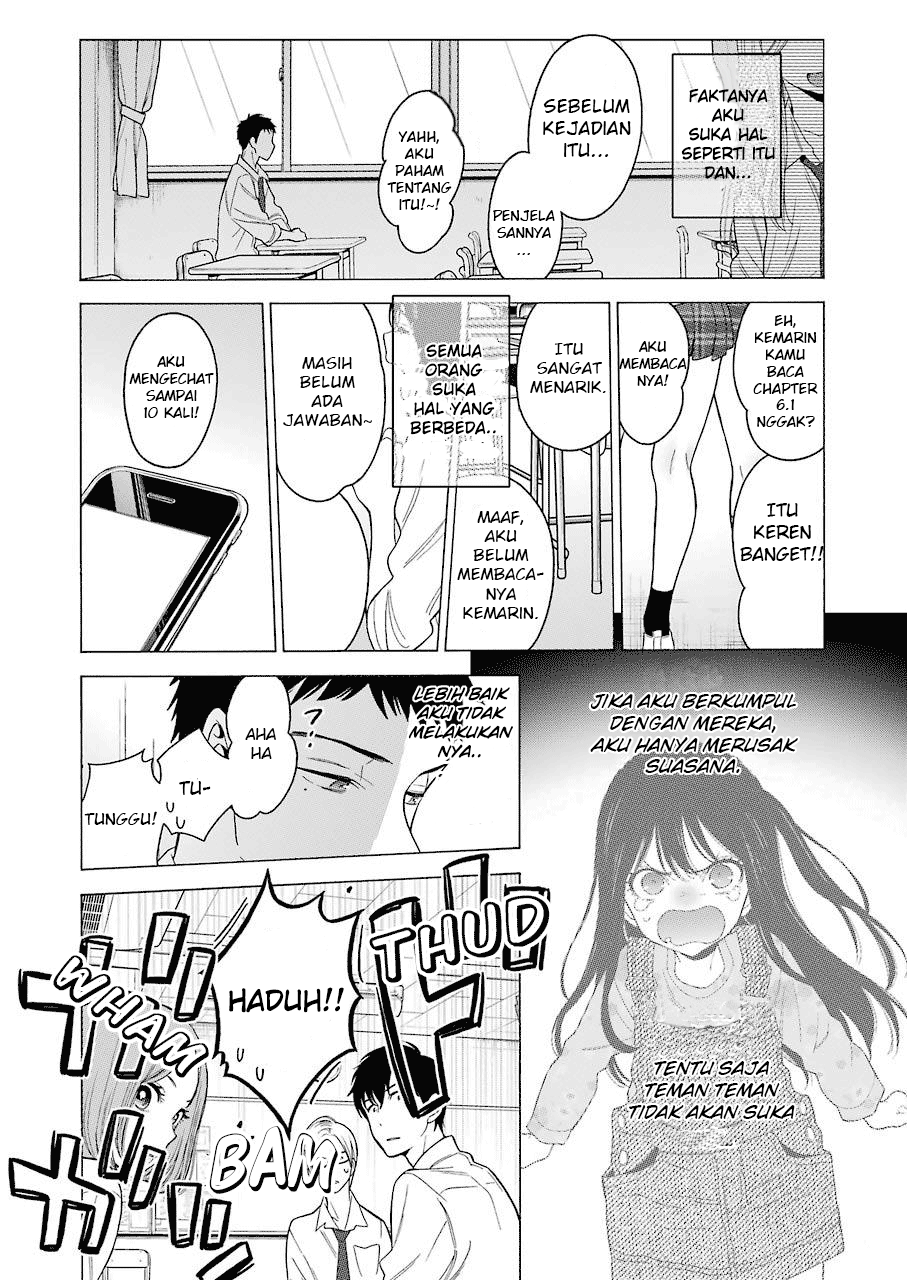 FAKTANYA
AKU
SUKA HAL
SEPERTI ITU
DAN...
SEBELUM
KEJADIAN
ITU...
PENJELA
SANNYA
...
YAHH,
AKU
PAHAM
TENTANG
ITU!~!
EH,
KEMARIN
KAMU
BACA
CHAPTER
6.1
NGGAK?
ITU
KEREN
BANGET!!
AKU
MEMBACA
NYA!
ITU
SANGAT
MENARIK.
MAAF,
AKU
BELUM
MEMBACA-
NYA
KEMARIN.
SEMUA
ORANG
SUKA
HAL YANG
BERBEDA..
MASIH
BELUM
ADA
JAWABAN~
AKU
MENGECHAT
SAMPAI
10 KALI!
JIKA AKU BERKUMPUL
DENGAN MEREKA,
AKU HANYA MERUSAK
SUASANA.
TENTU SAJA
TEMAN TEMAN
TIDAK AKAN SUKA
LEBIH BAIK
AKU TIDAK
MELAKUKAN
NYA..
?
AHA
HA
TU-
TUNGGU!
THUD
ド
HADUH!!
WHAM
BAM
ガガ